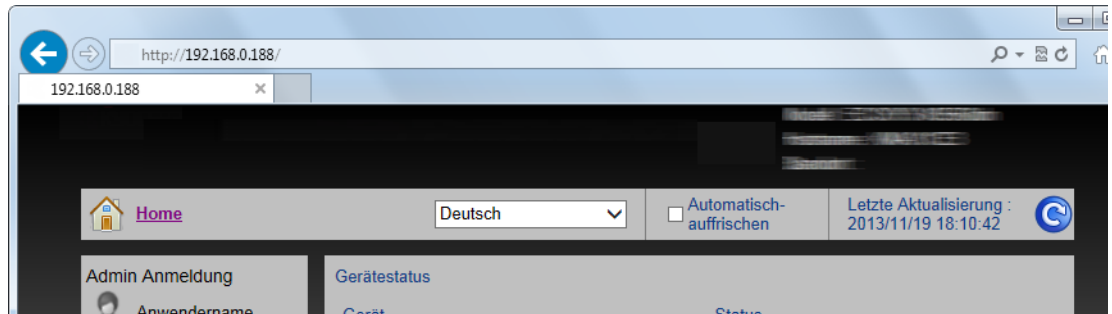 http://192.168.0.188/
192.168.0.188
Home
Deutsch
Automatisch-
auffrischen
Letzte Aktualisierung :
2013/11/19 18:10:42
Admin Anmeldung
Gerätestatus
Anwendername
Gerät
Status